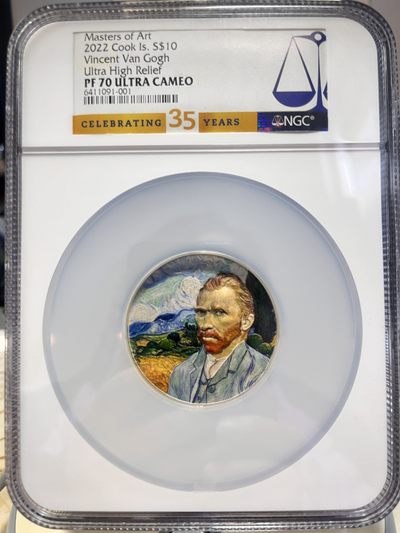 Masters of Art
2022 Cook Is. S$10
Vincent Van Gogh
Ultra High Relief
PF 70 ULTRA CAMEO
6411091-001
CELEBRATING 35 YEARS
NGC®